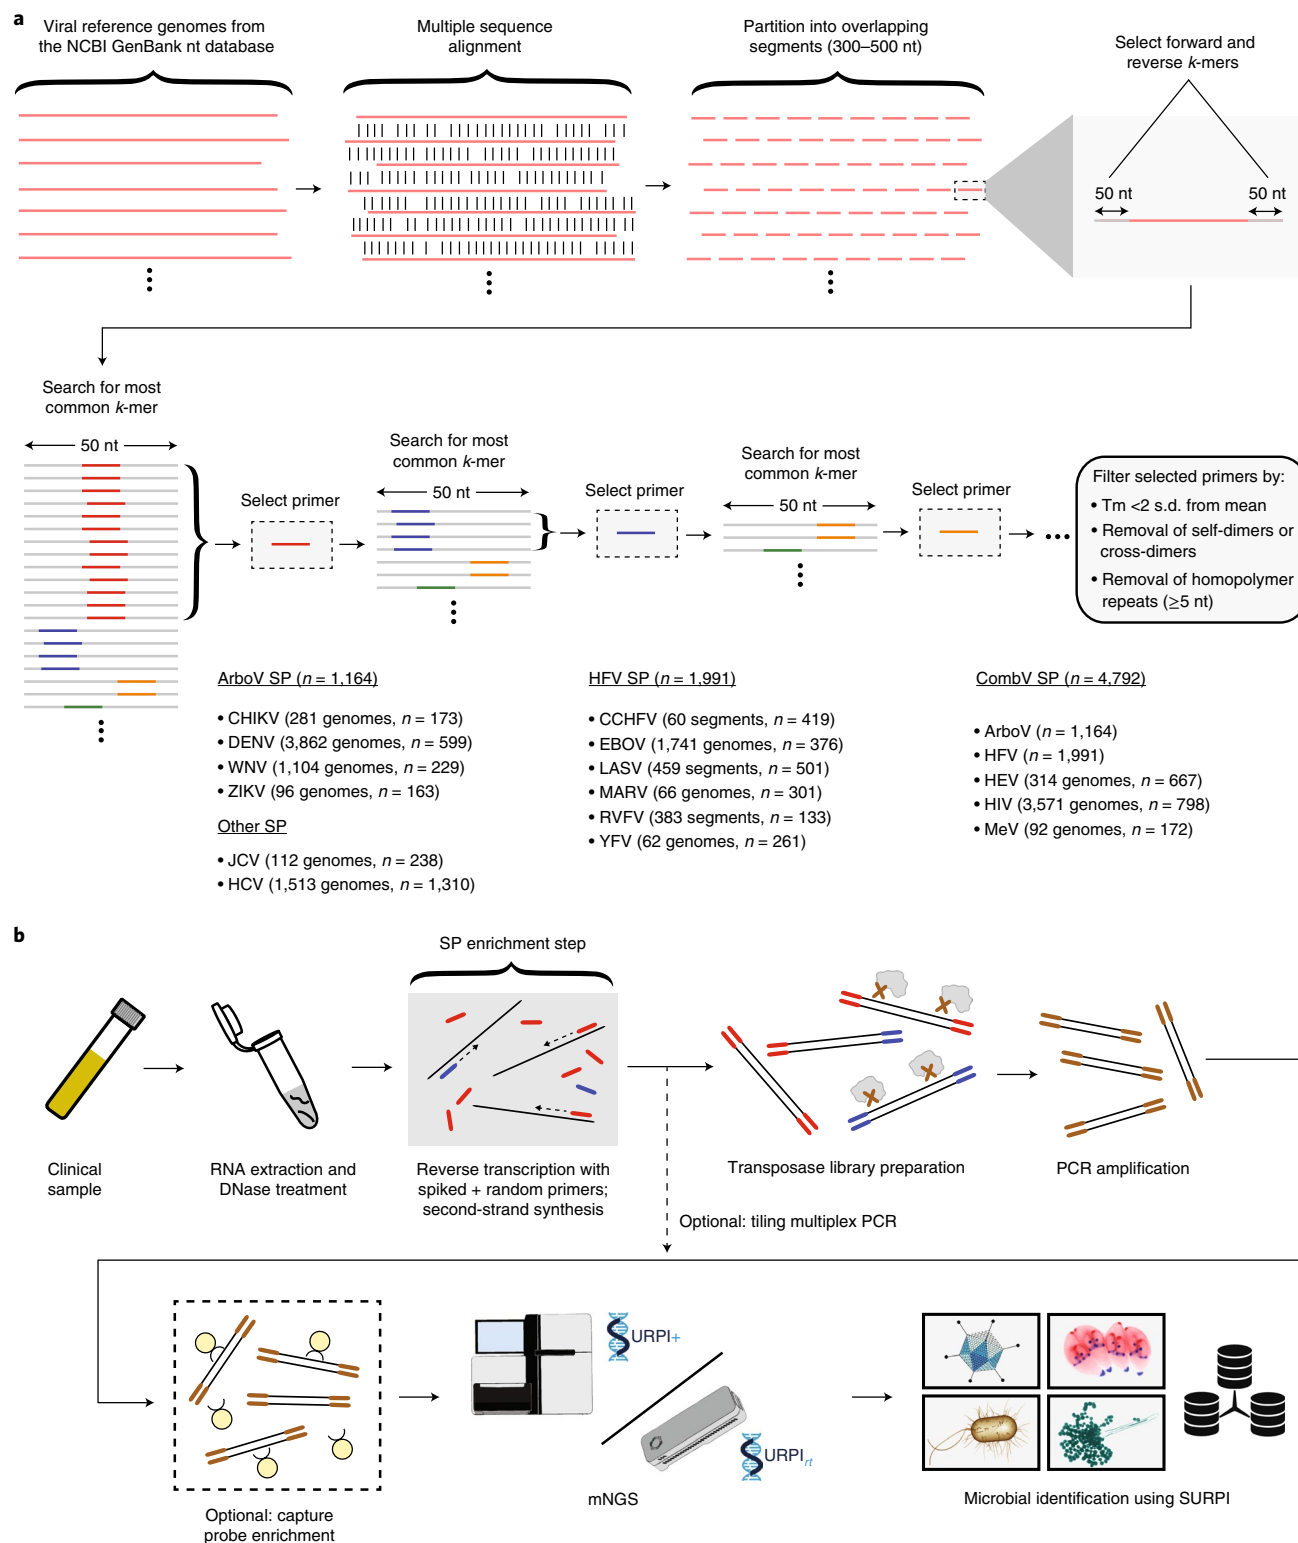 a
Viral reference genomes from
the NCBI GenBank nt database
Multiple sequence
alignment
Partition into overlapping
segments (300–500 nt)
Select forward and
reverse k-mers
50 nt
50 nt
Search for most
common k-mer
50 nt
Select primer
Search for most
common k-mer
50 nt
Select primer
Search for most
common k-mer
50 nt
Select primer
Filter selected primers by:
• Tm <2 s.d. from mean
• Removal of self-dimers or
cross-dimers
• Removal of homopolymer
repeats (≥5 nt)
ArboV SP (n = 1,164)
• CHIKV (281 genomes, n = 173)
• DENV (3,862 genomes, n = 599)
• WNV (1,104 genomes, n = 229)
• ZIKV (96 genomes, n = 163)
Other SP
• JCV (112 genomes, n = 238)
• HCV (1,513 genomes, n = 1,310)
HFV SP (n = 1,991)
• CCHFV (60 segments, n = 419)
• EBOV (1,741 genomes, n = 376)
• LASV (459 segments, n = 501)
• MARV (66 genomes, n = 301)
• RVFV (383 segments, n = 133)
• YFV (62 genomes, n = 261)
CombV SP (n = 4,792)
• ArboV (n = 1,164)
• HFV (n = 1,991)
• HEV (314 genomes, n = 667)
• HIV (3,571 genomes, n = 798)
• MeV (92 genomes, n = 172)
b
SP enrichment step
Clinical
sample
RNA extraction and
DNase treatment
Reverse transcription with
spiked + random primers;
second-strand synthesis
Transposase library preparation
PCR amplification
Optional: tiling multiplex PCR
Optional: capture
probe enrichment
URPI+
URPI rt
mNGS
Microbial identification using SURPI